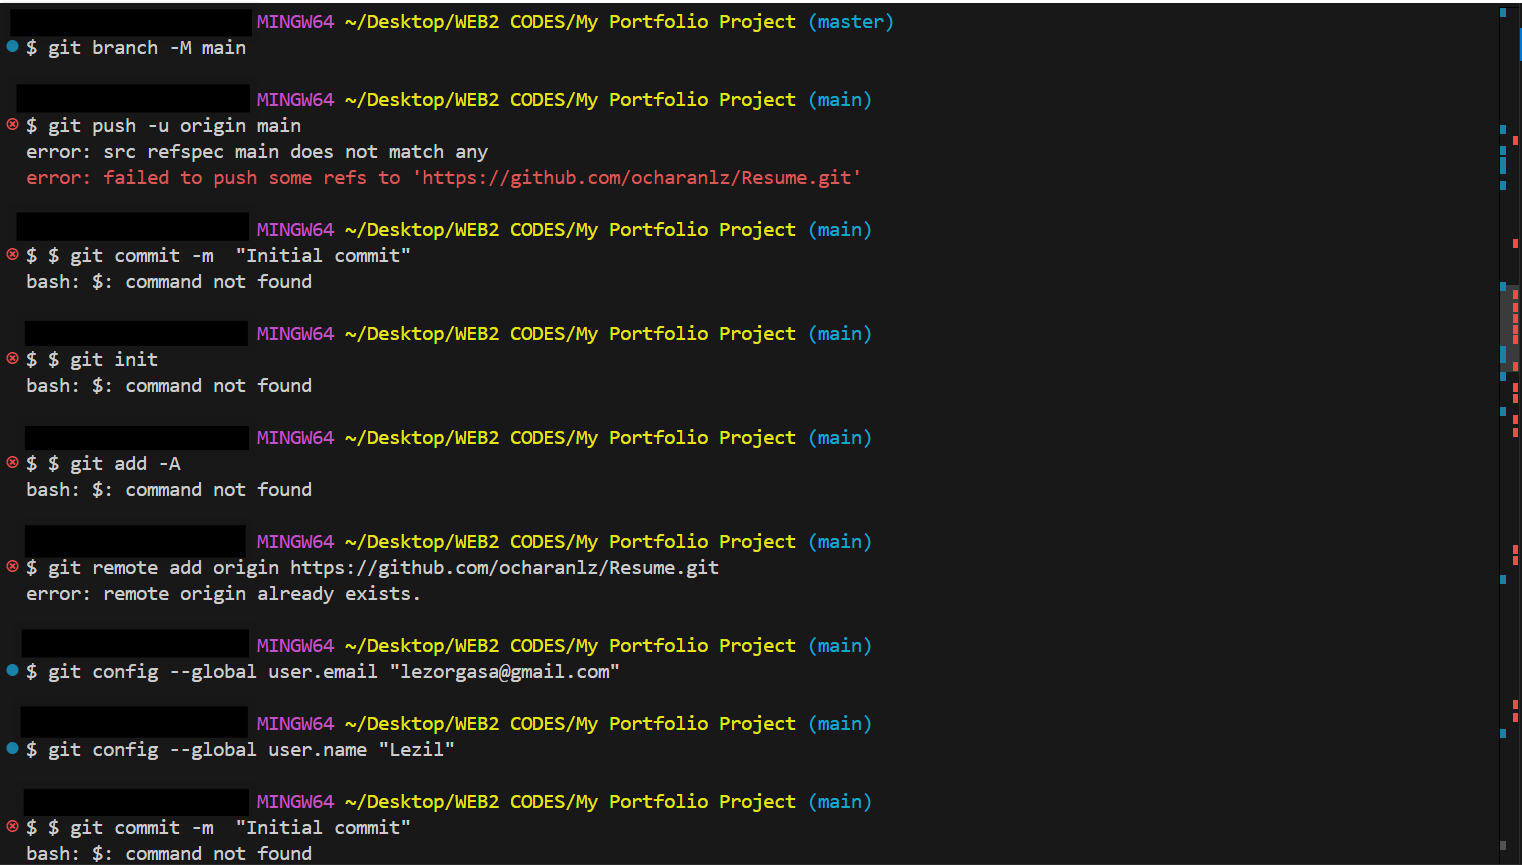 MINGW64 ~/Desktop/WEB2 CODES/My Portfolio Project (master)
$ git branch -M main
MINGW64 ~/Desktop/WEB2 CODES/My Portfolio Project (main)
$ git push -u origin main
error: src refspec main does not match any
error: failed to push some refs to 'https://github.com/ocharanlz/Resume.git'
MINGW64 ~/Desktop/WEB2 CODES/My Portfolio Project (main)
$ $ git commit -m  "Initial commit"
bash: $: command not found
MINGW64 ~/Desktop/WEB2 CODES/My Portfolio Project (main)
$ $ git init
bash: $: command not found
MINGW64 ~/Desktop/WEB2 CODES/My Portfolio Project (main)
$ $ git add -A
bash: $: command not found
MINGW64 ~/Desktop/WEB2 CODES/My Portfolio Project (main)
$ git remote add origin https://github.com/ocharanlz/Resume.git
error: remote origin already exists.
MINGW64 ~/Desktop/WEB2 CODES/My Portfolio Project (main)
$ git config --global user.email "lezorgasa@gmail.com"
MINGW64 ~/Desktop/WEB2 CODES/My Portfolio Project (main)
$ git config --global user.name "Lezil"
MINGW64 ~/Desktop/WEB2 CODES/My Portfolio Project (main)
$ $ git commit -m  "Initial commit"
bash: $: command not found